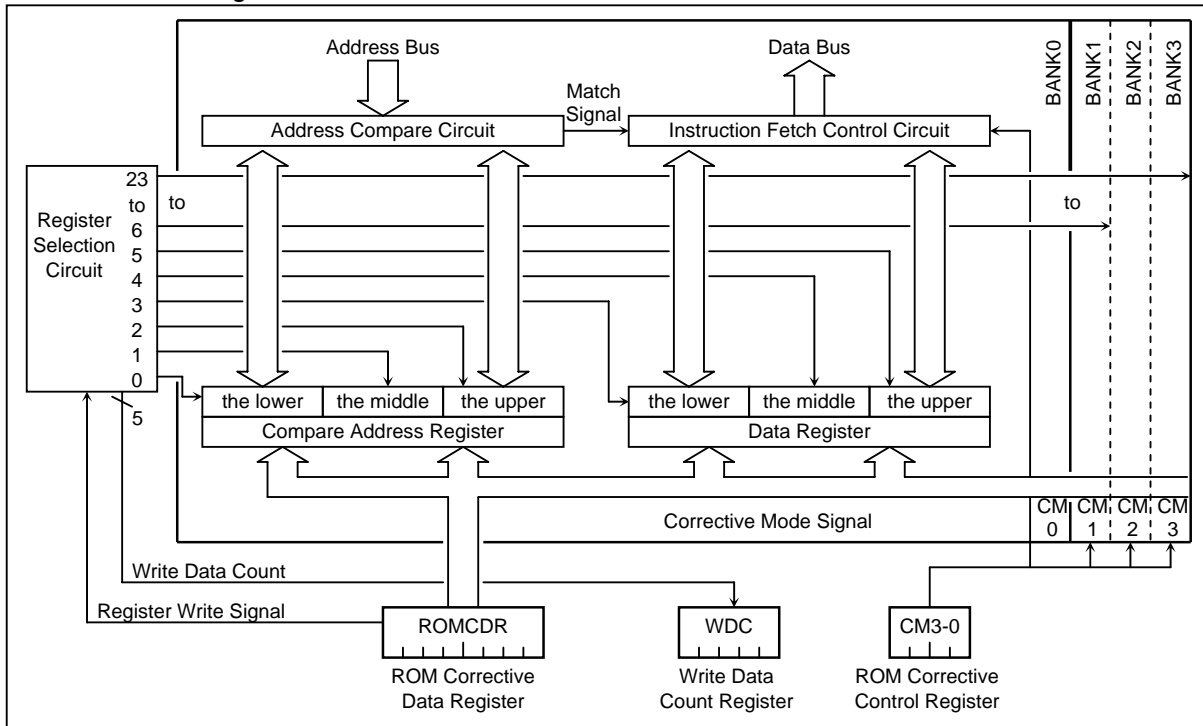 Address Bus
Data Bus
BANK0
BANK1
BANK2
BANK3
Match
Signal
Address Compare Circuit
Instruction Fetch Control Circuit
Register
Selection
Circuit
23
to
to
to
6
5
4
3
2
1
0
5
the lower
the middle
the upper
Compare Address Register
the lower
the middle
the upper
Data Register
Corrective Mode Signal
CM
0
CM
1
CM
2
CM
3
Write Data Count
Register Write Signal
ROMCDR
WDC
CM3-0
ROM Corrective
Data Register
Write Data
Count Register
ROM Corrective
Control Register